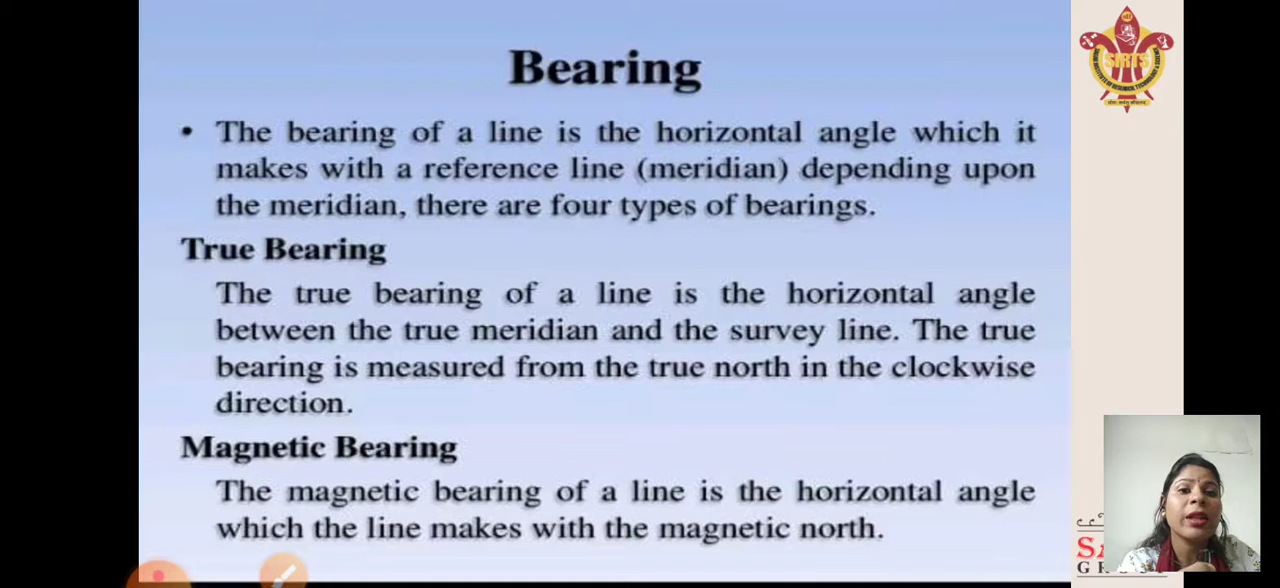 Bearing
• The bearing of a line is the horizontal angle which it
makes with a reference line (meridian) depending upon
the meridian, there are four types of bearings.
True Bearing
The true bearing of a line is the horizontal angle
between the true meridian and the survey line. The true
bearing is measured from the true north in the clockwise
direction.
Magnetic Bearing
The magnetic bearing of a line is the horizontal angle
which the line makes with the magnetic north.
SIRTS